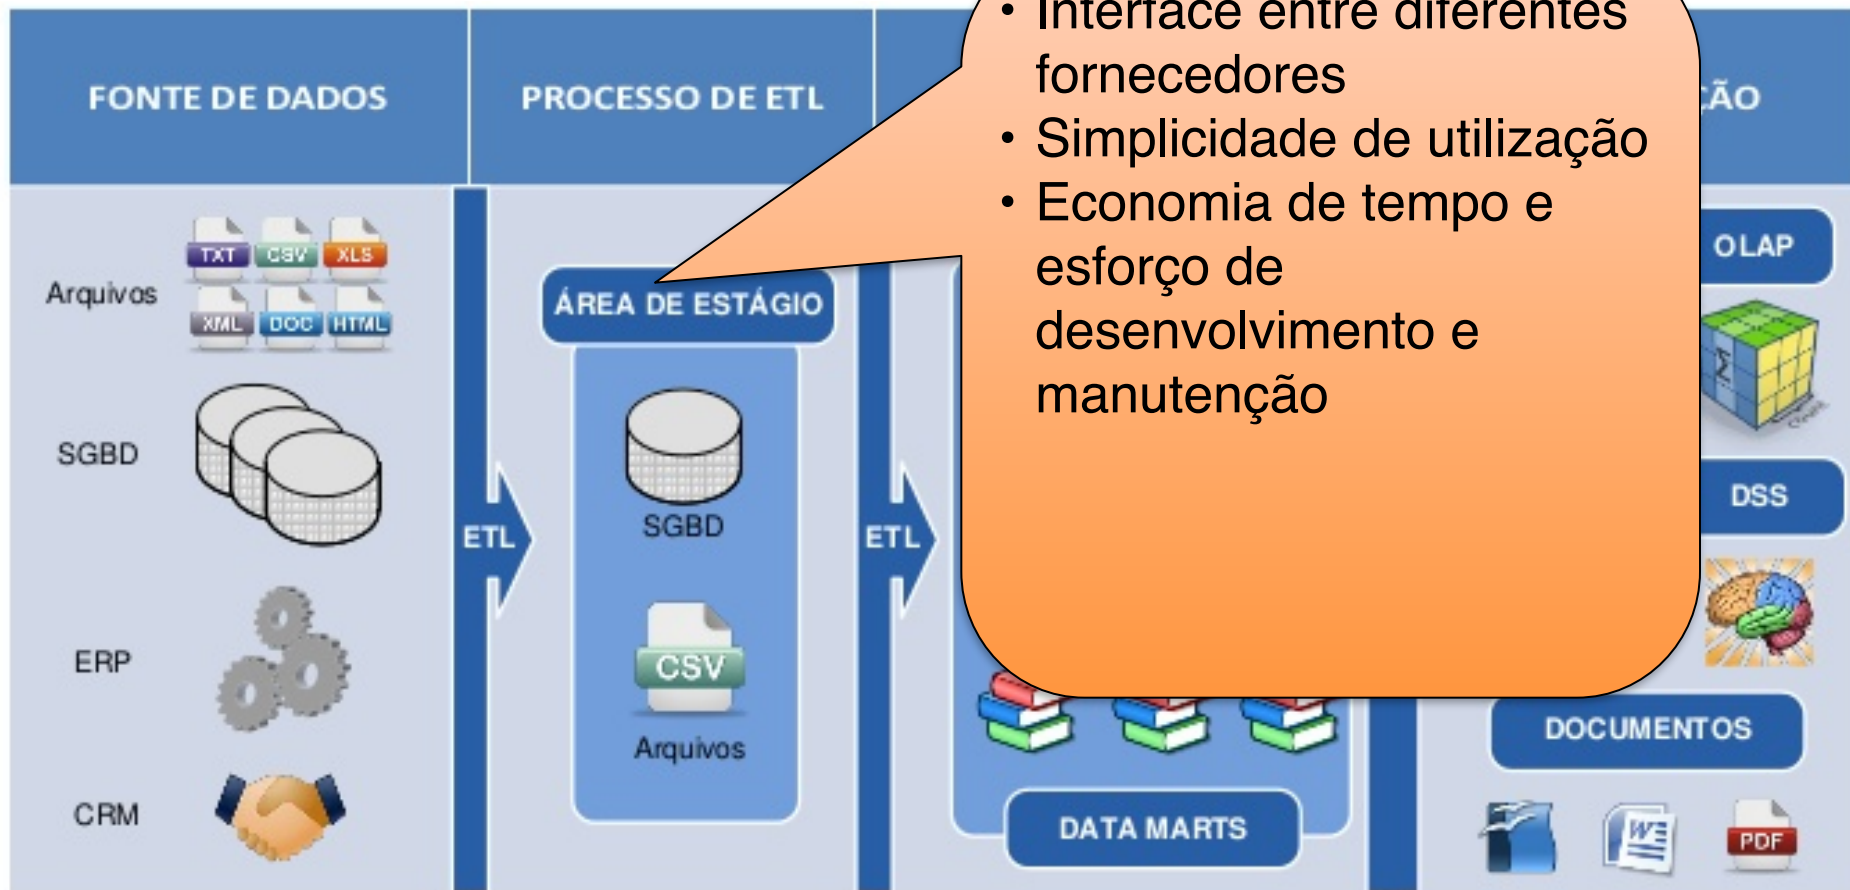 FONTE DE DADOS
PROCESSO DE ETL
ÇÃO
• Interface entre diferentes
fornecedores
• Simplicidade de utilização
• Economia de tempo e
esforço de
desenvolvimento e
manutenção
Arquivos
TXT CSV XLS
XML DOC HTML
SGBD
ERP
CRM
ETL
ÁREA DE ESTÁGIO
SGBD
CSV
Arquivos
ETL
DATA MARTS
OLAP
Σ
DSS
DOCUMENTOS
W
PDF